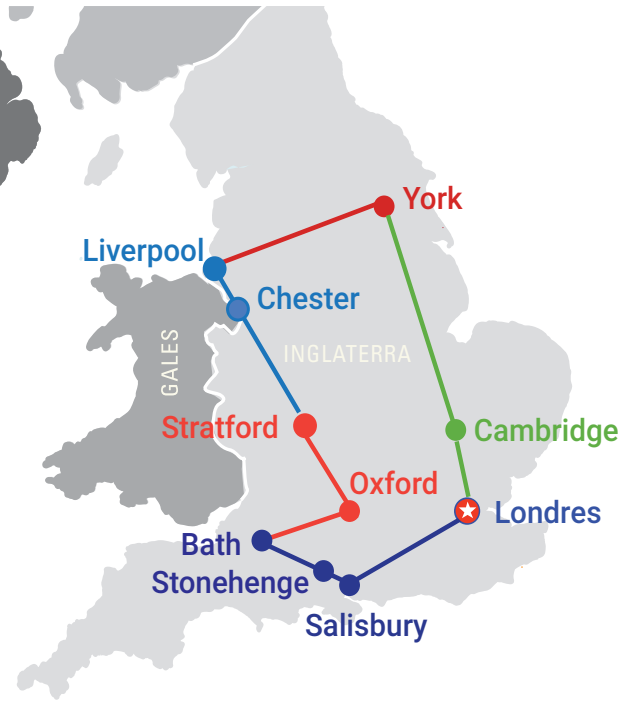 York
Liverpool
Chester
GALES
INGLATERRA
Stratford
Cambridge
Oxford
Londres
Bath
Stonehenge
Salisbury